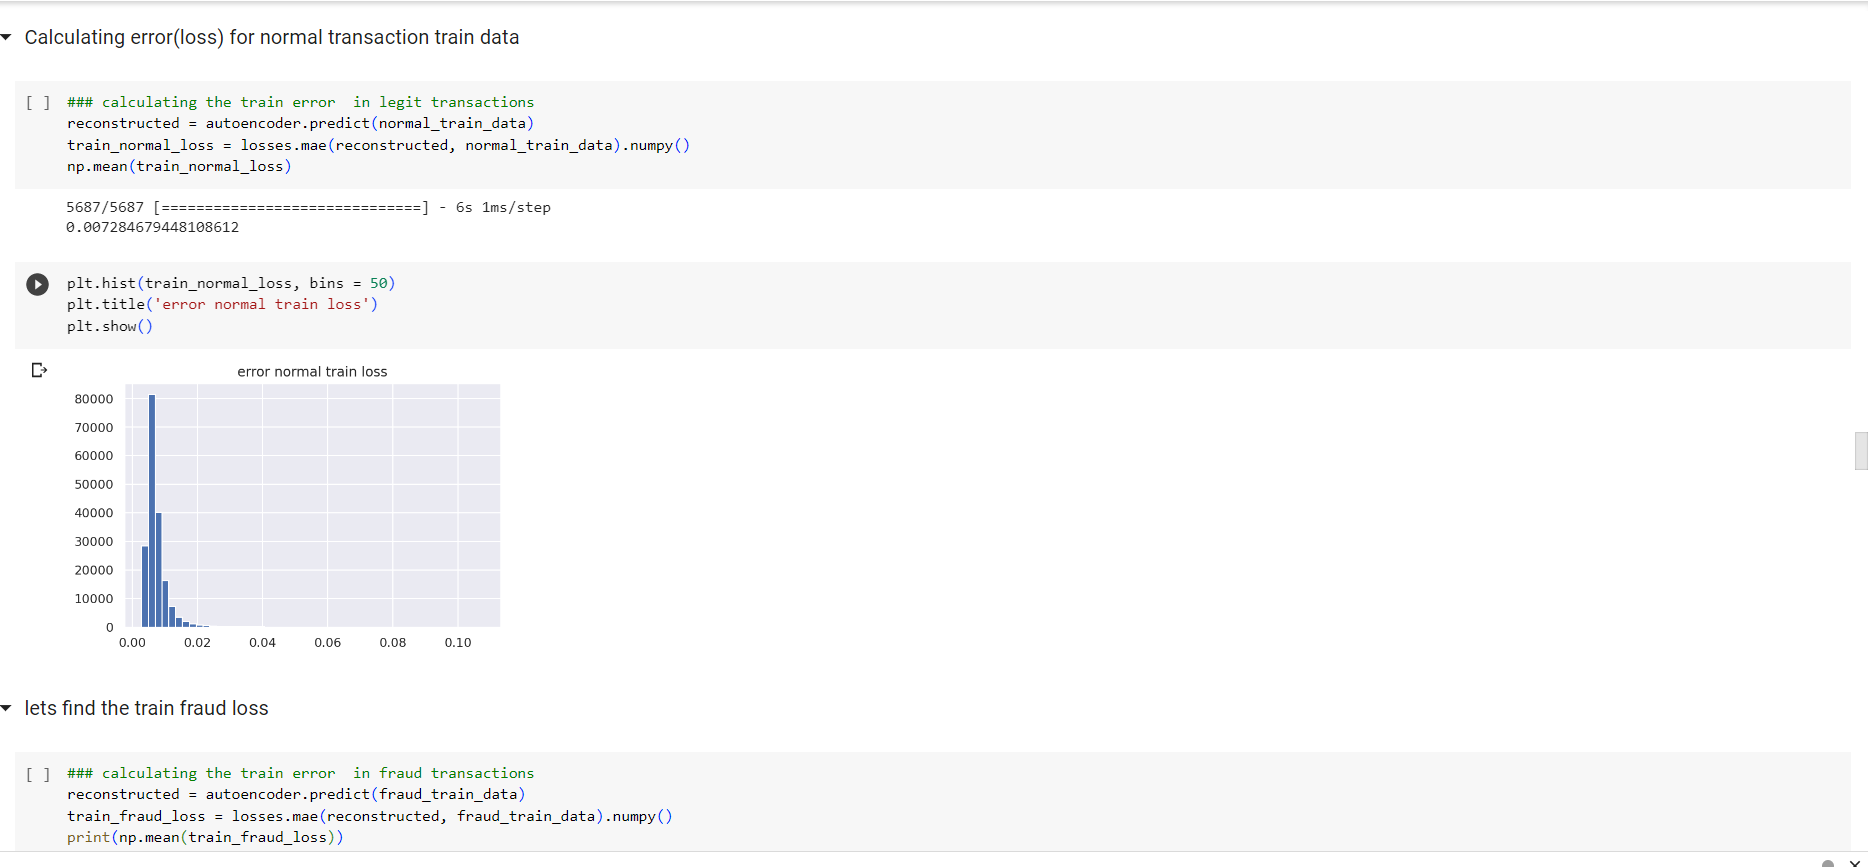 Calculating error(loss) for normal transaction train data
[ ] ### calculating the train error  in legit transactions
reconstructed = autoencoder.predict(normal_train_data)
train_normal_loss = losses.mae(reconstructed, normal_train_data).numpy()
np.mean(train_normal_loss)
5687/5687 [==============================] - 6s 1ms/step
0.007284679448108612
plt.hist(train_normal_loss, bins = 50)
plt.title('error normal train loss')
plt.show()
error normal train loss
80000
70000
60000
50000
40000
30000
20000
10000
0
0.00 0.02 0.04 0.06 0.08 0.10
lets find the train fraud loss
[ ] ### calculating the train error  in fraud transactions
reconstructed = autoencoder.predict(fraud_train_data)
train_fraud_loss = losses.mae(reconstructed, fraud_train_data).numpy()
print(np.mean(train_fraud_loss))